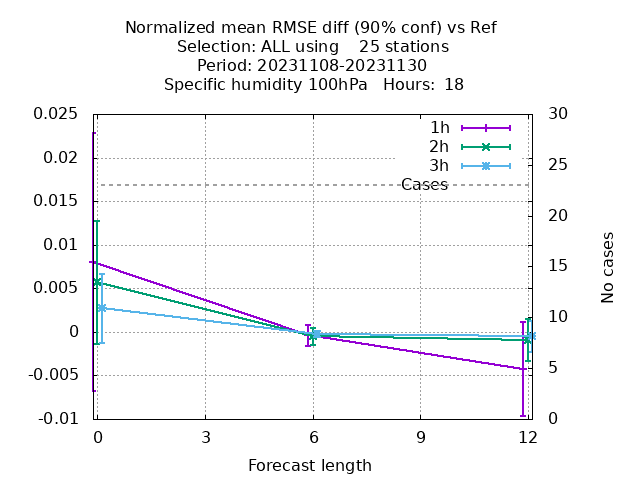 Normalized mean RMSE diff (90% conf) vs Ref
Selection: ALL using    25 stations
Period: 20231108-20231130
Specific humidity 100hPa   Hours:  18
0.025
0.02
0.015
0.01
0.005
0
-0.005
-0.01
30
25
20
15
10
5
0
1h
2h
3h
Cases
No cases
0
3
6
9
12
Forecast length